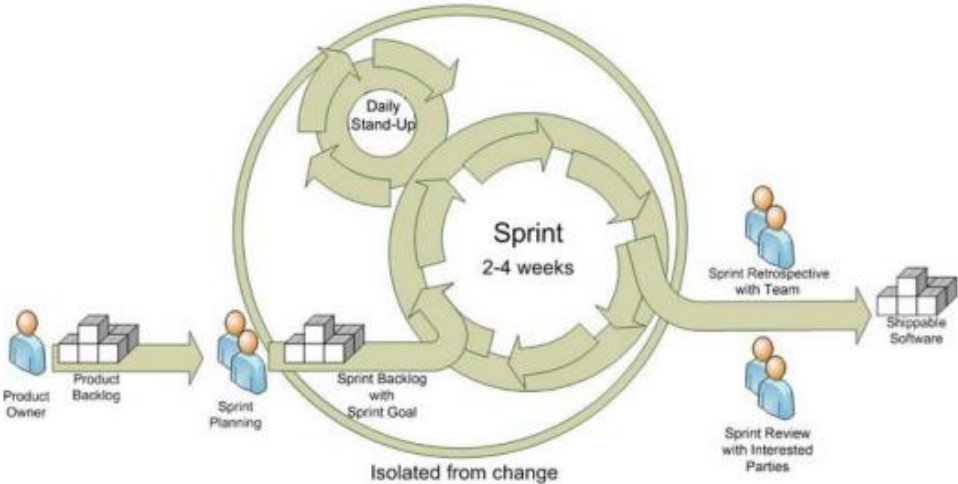 Daily
Stand-Up
Sprint
2-4 weeks
Product
Owner
Product
Backlog
Sprint
Planning
Sprint Backlog
with
Sprint Goal
Sprint Retrospective
with Team
Sprint Review
with Interested
Parties
Shippable
Software
Isolated from change